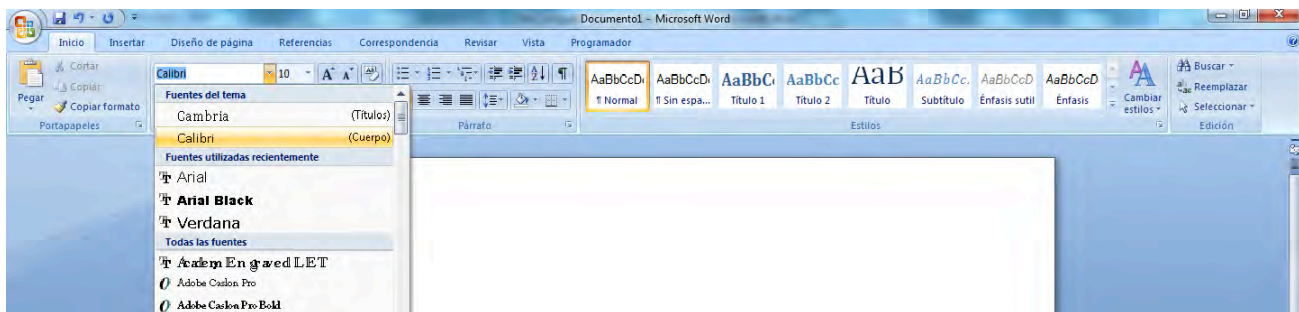 Documento1 - Microsoft Word
Inicio Insertar Diseño de página Referencias Correspondencia Revisar Vista Programador
Pegar
Cortar
Copiar
Copiar formato
Portapapeles
Calibri 10
Fuentes del tema
Cambria (Títulos)
Calibri (Cuerpo)
Fuentes utilizadas recientemente
Arial
Arial Black
Verdana
Todas las fuentes
Academy Engraved LET
Adobe Caslon Pro
Adobe Caslon Pro Bold
Párrafo
AaBbCcD AaBbCcD AaBbC AaBbCc AaB AaBbCc. AaBbCcD AaBbCcD
¶ Normal ¶ Sin espa... Título 1 Título 2 Título Subtítulo Énfasis sutil Énfasis
Cambiar
estilos
Estilos
Buscar
Reemplazar
Seleccionar
Edición